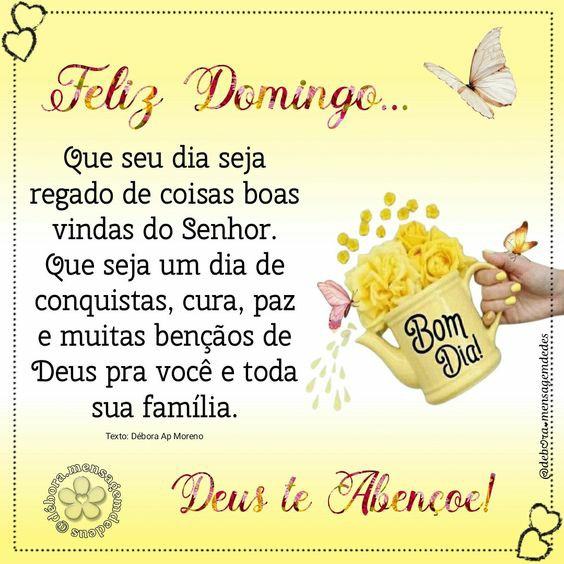 Feliz Domingo...
Que seu dia seja
regado de coisas boas
vindas do Senhor.
Que seja um dia de
conquistas, cura, paz
e muitas bençãos de
Deus pra você e toda
sua família.
Texto: Débora Ap Moreno
Bom
Dia!
@debora_mensagemdedeus
@débora.mensagemdedeus
Deus te Abençoe!